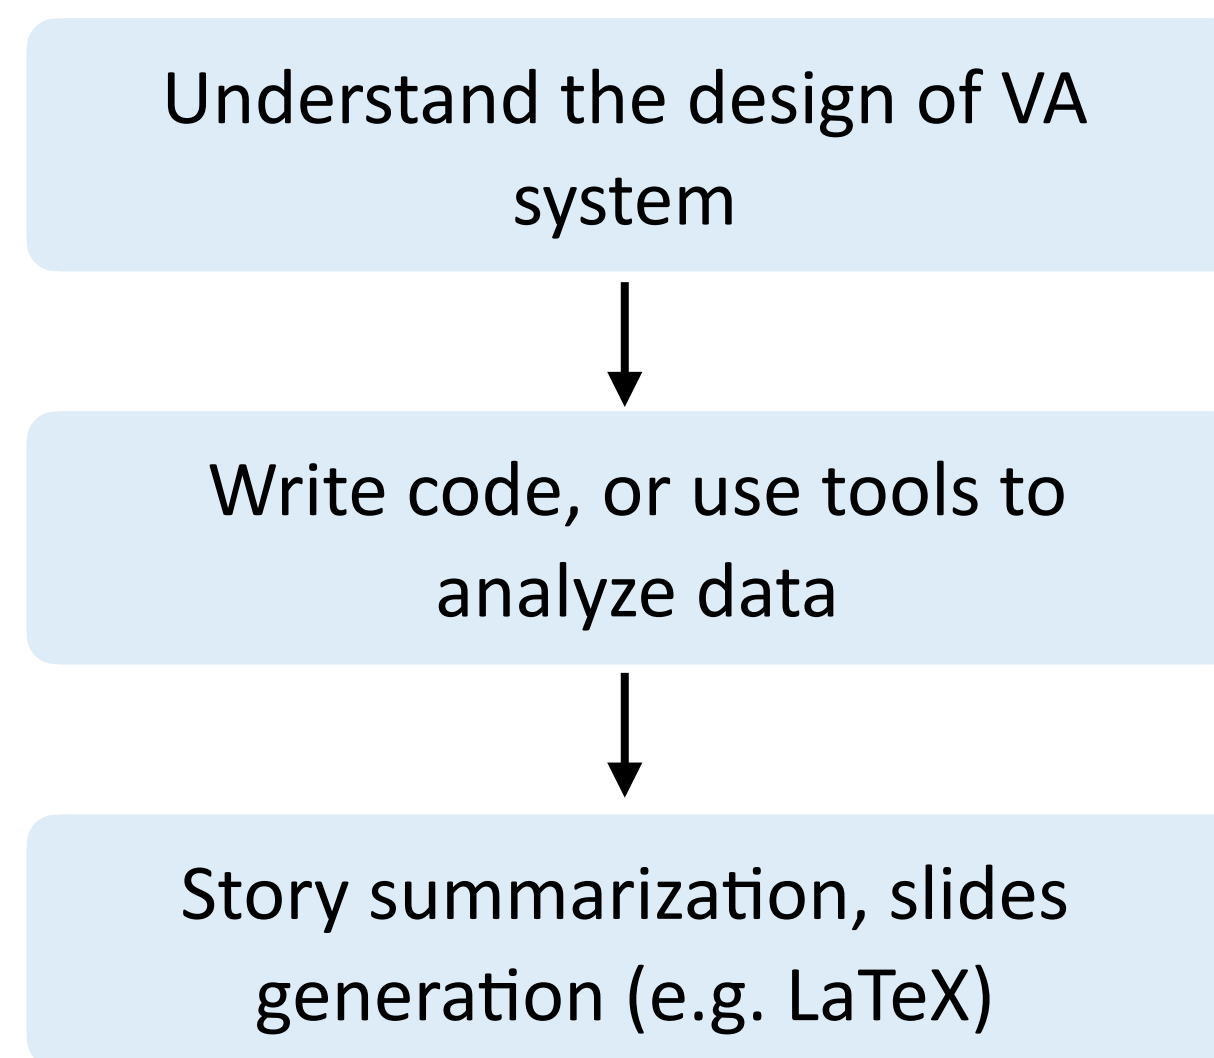 Understand the design of VA
system
Write code, or use tools to
analyze data
Story summarization, slides
generation (e.g. LaTeX)